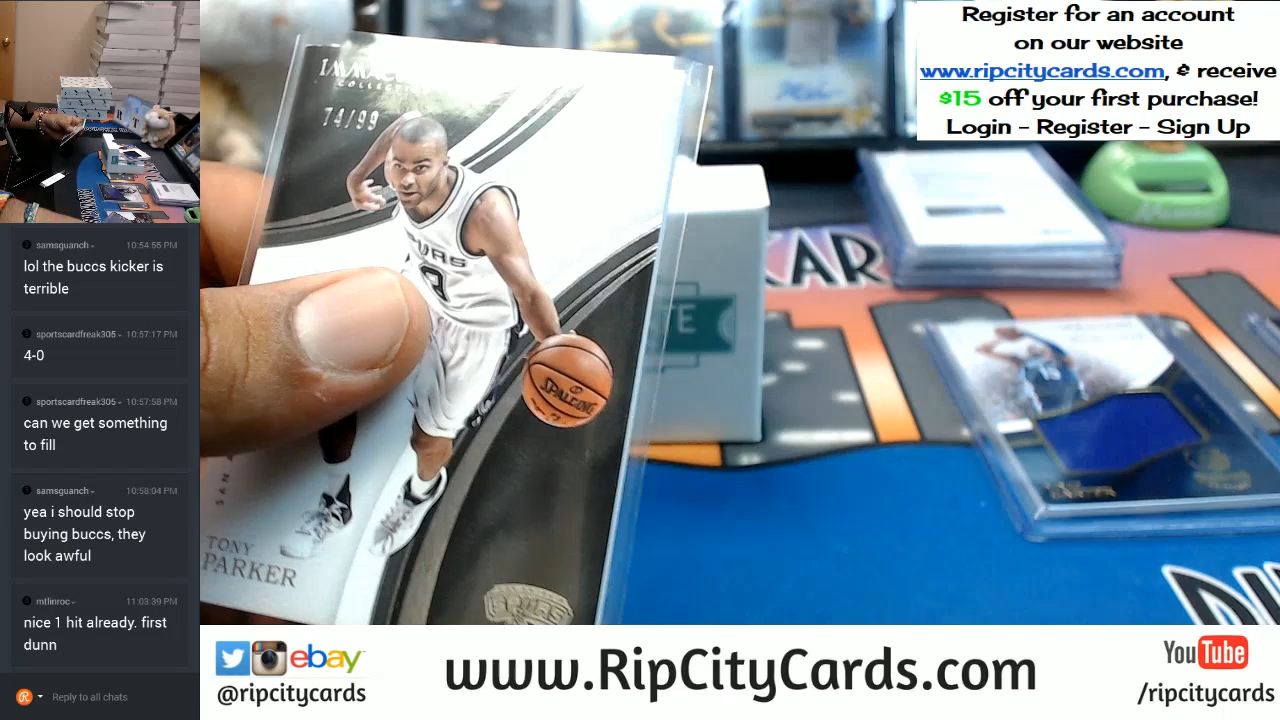 samsguanch
10:54:55 PM
lol the buccs kicker is
terrible
sportscardfreak305
10:57:17 PM
4-0
sportscardfreak305
10:57:58 PM
can we get something
to fill
samsguanch
10:58:04 PM
yea i should stop
buying buccs, they
look awful
mtlinroc
11:03:39 PM
nice 1 hit already. first
dunn
Reply to all chats
74/99
9
SPALDING
TONY
PARKER
Register for an account
on our website
www.ripcitycards.com, & receive
$15 off your first purchase!
Login - Register - Sign Up
ebay
@ripcitycards
www.RipCityCards.com
YouTube
/ripcitycards